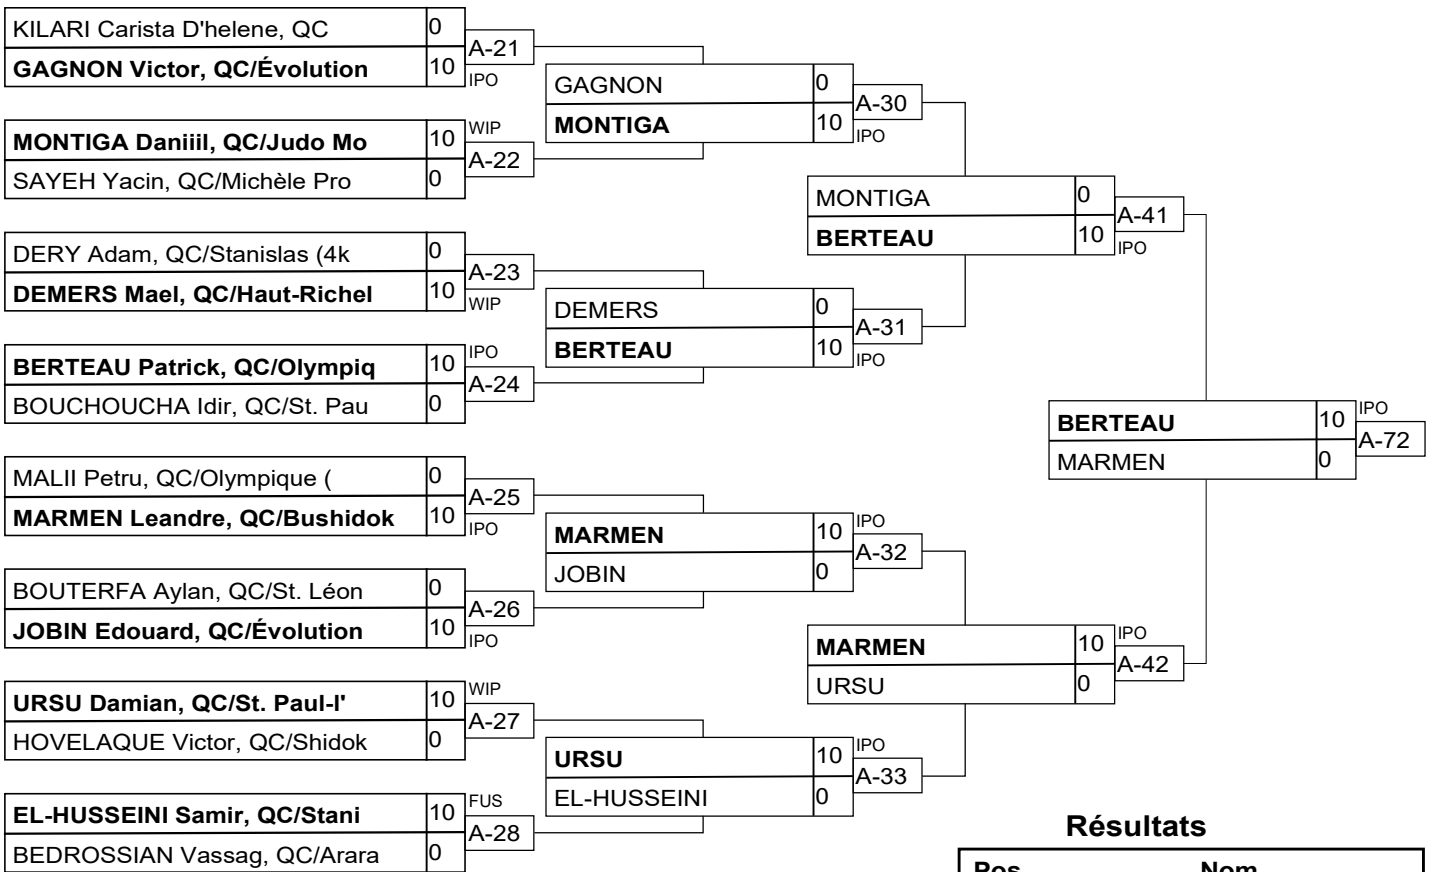 KILARI Carista D'helene, QC 0
A-21
GAGNON Victor, QC/Évolution 10 IPO
MONTIGA Daniiil, QC/Judo Mo 10 WIP
A-22
SAYEH Yacin, QC/Michèle Pro 0
DERY Adam, QC/Stanislas (4k 0
A-23
DEMERS Mael, QC/Haut-Richel 10 WIP
BERTEAU Patrick, QC/Olympiq 10 IPO
A-24
BOUCHOUCHA Idir, QC/St. Pau 0
MALII Petru, QC/Olympique ( 0
A-25
MARMEN Leandre, QC/Bushidok 10 IPO
BOUTERFA Aylan, QC/St. Léon 0
A-26
JOBIN Edouard, QC/Évolution 10 IPO
URSU Damian, QC/St. Paul-l' 10 WIP
A-27
HOVELAQUE Victor, QC/Shidok 0
EL-HUSSEINI Samir, QC/Stani 10 FUS
A-28
BEDROSSIAN Vassag, QC/Arara 0
GAGNON 0
A-30
MONTIGA 10 IPO
DEMERS 0
A-31
BERTEAU 10 IPO
MARMEN 10 IPO
A-32
JOBIN 0
URSU 10 IPO
A-33
EL-HUSSEINI 0
MONTIGA 0
A-41
BERTEAU 10 IPO
MARMEN 10 IPO
A-42
URSU 0
BERTEAU 10 IPO
A-72
MARMEN 0
Résultats
Pos Nom